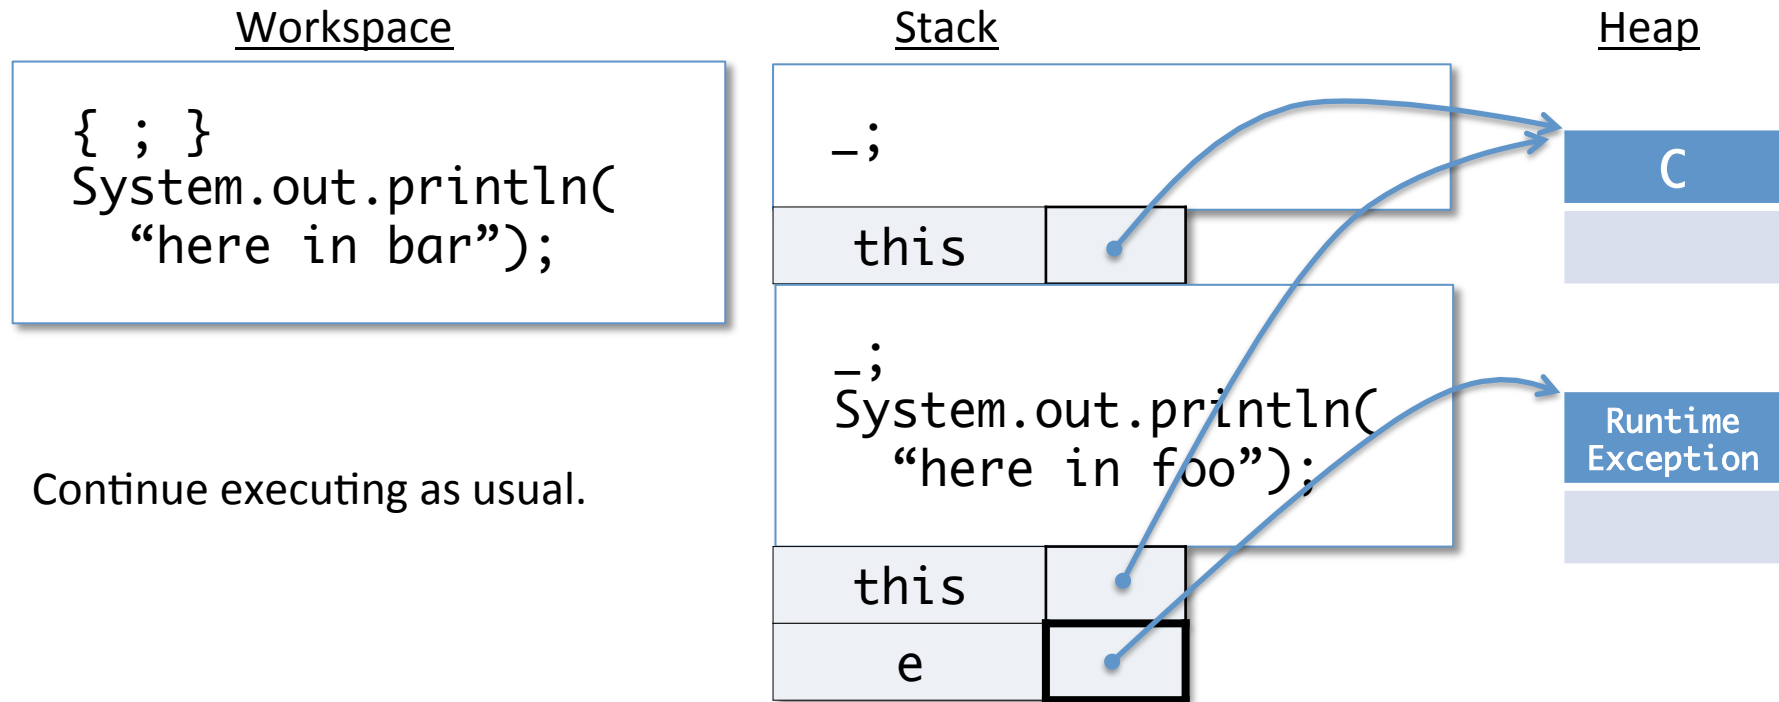 Workspace
{ ; }
System.out.println(
“here in bar”);
Continue executing as usual.
Stack
_;
this
_;
System.out.println(
“here in foo”);
this
e
Heap
C
Runtime
Exception